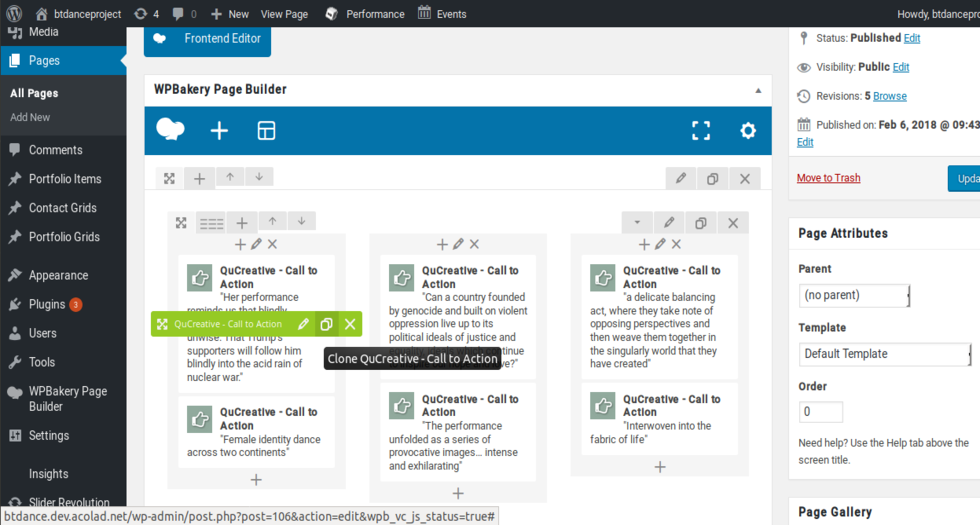 btdanceproject 4 0 New View Page Performance Events Howdy, btdancepro
Media
Pages
All Pages
Add New
Comments
Portfolio Items
Contact Grids
Portfolio Grids
Appearance
Plugins 3
Users
Tools
WPBakery Page
Builder
Settings
Insights
Slider Revolution
Frontend Editor
WPBakery Page Builder
QuCreative - Call to
Action
"Her performance
reminds us that blindly
unwise. That Trump's
supporters will follow him
blindly into the acid rain of
nuclear war."
QuCreative - Call to Action
Clone QuCreative - Call to Action
QuCreative - Call to
Action
"Female identity dance
across two continents"
QuCreative - Call to
Action
"Can a country founded
by genocide and built on violent
oppression live up to its
political ideals of justice and
QuCreative - Call to
Action
"The performance
unfolded as a series of
provocative images... intense
and exhilarating"
QuCreative - Call to
Action
"a delicate balancing
act, where they take note of
opposing perspectives and
then weave them together in
the singularly world that they
have created"
QuCreative - Call to
Action
"Interwoven into the
fabric of life"
Status: Published Edit
Visibility: Public Edit
Revisions: 5 Browse
Published on: Feb 6, 2018 @ 09:43
Edit
Move to Trash Upda
Page Attributes
Parent
(no parent)
Template
Default Template
Order
0
Need help? Use the Help tab above the
screen title.
Page Gallery
btdance.dev.acolad.net/wp-admin/post.php?post=106&action=edit&wpb_vc_js_status=true#